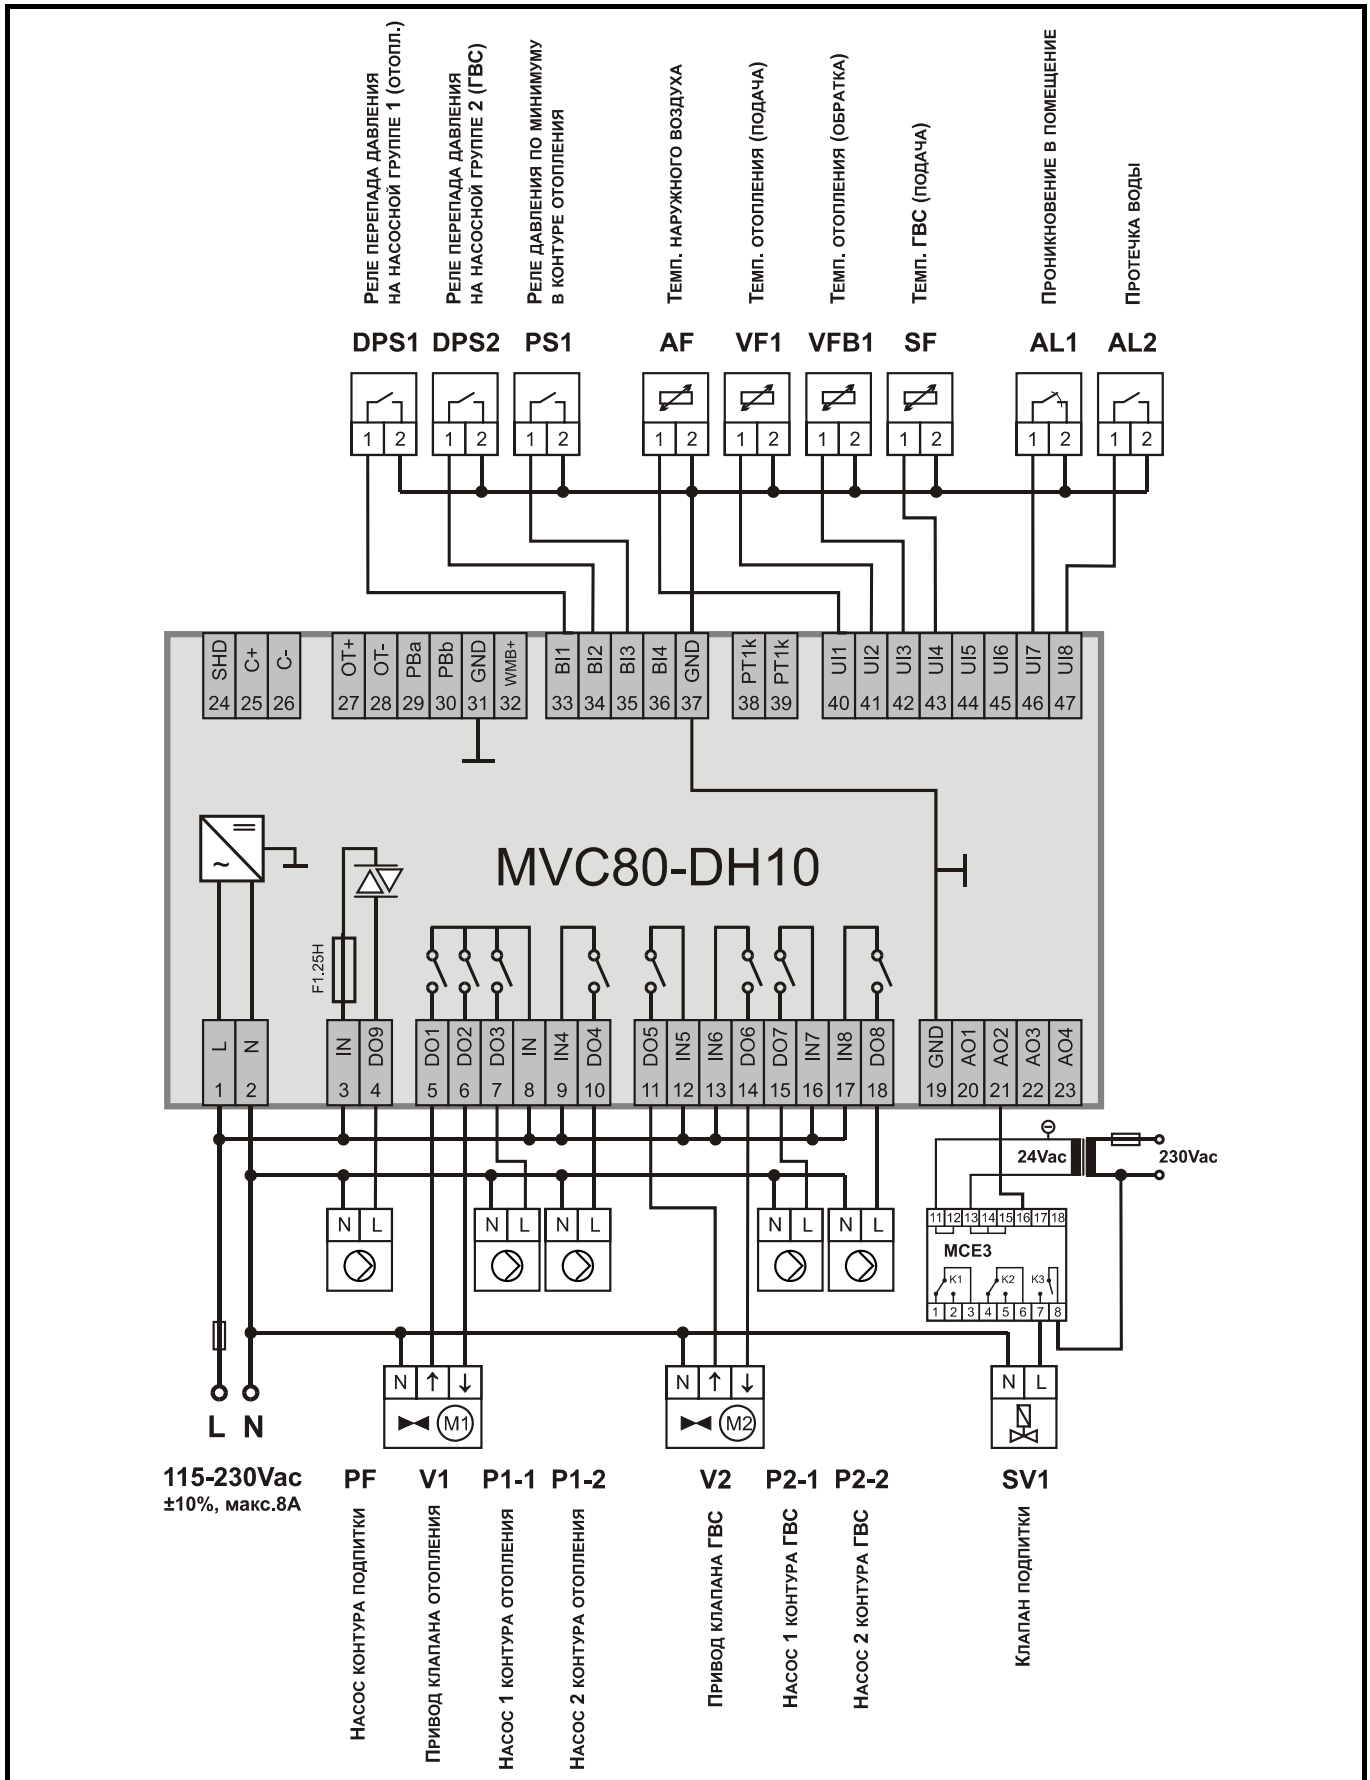 Реле перепада давления
на насосной группе 1 (отопл.)
Реле перепада давления
на насосной группе 2 (ГВС)
Реле давления по минимуму
в контуре отопления
Темп. наружного воздуха
Темп. отопления (подача)
Темп. отопления (обратка)
Темп. ГВС (подача)
Проникновение в помещение
Протечка воды
DPS1 DPS2 PS1 AF VF1 VFB1 SF AL1 AL2
1 2 1 2 1 2 1 2 1 2 1 2 1 2 1 2 1 2
SHD C+ C- OT+ OT- PBa PBb GND WMB+ BI1 BI2 BI3 BI4 GND PT1k PT1k UI1 UI2 UI3 UI4 UI5 UI6 UI7 UI8
24 25 26 27 28 29 30 31 32 33 34 35 36 37 38 39 40 41 42 43 44 45 46 47
~
MVC80-DH10
F1.25H
L N IN DO9 DO1 DO2 DO3 IN IN4 DO4 DO5 IN5 IN6 DO6 DO7 IN7 IN8 DO8 GND AO1 AO2 AO3 AO4
1 2 3 4 5 6 7 8 9 10 11 12 13 14 15 16 17 18 19 20 21 22 23
24Vac 230Vac
N L N L N L N L N L
11 12 13 14 15 16 17 18
MCE3
K1 K2 K3
1 2 3 4 5 6 7 8
N ↑ ↓ N ↑ ↓ N L
M1 M2
L N
115-230Vac
±10%, макс.8А
PF V1 P1-1 P1-2 V2 P2-1 P2-2 SV1
Насос контура подпитки
Привод клапана отопления
Насос 1 контура отопления
Насос 2 контура отопления
Привод клапана ГВС
Насос 1 контура ГВС
Насос 2 контура ГВС
Клапан подпитки